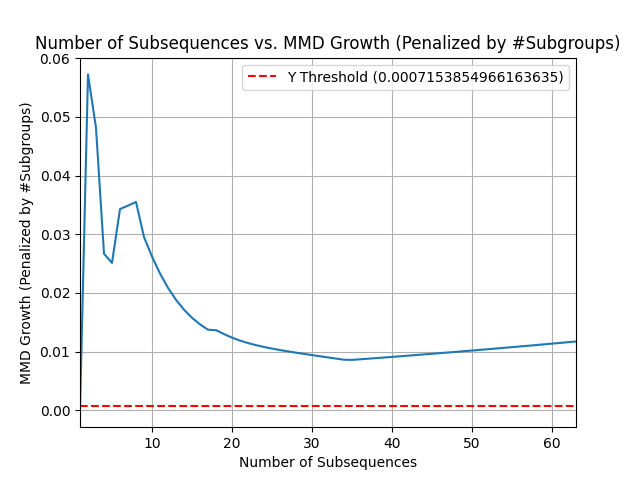 Number of Subsequences vs. MMD Growth (Penalized by #Subgroups)
Y Threshold (0.0007153854966163635)
MMD Growth (Penalized by #Subgroups)
0.06
0.05
0.04
0.03
0.02
0.01
0.00
10 20 30 40 50 60
Number of Subsequences